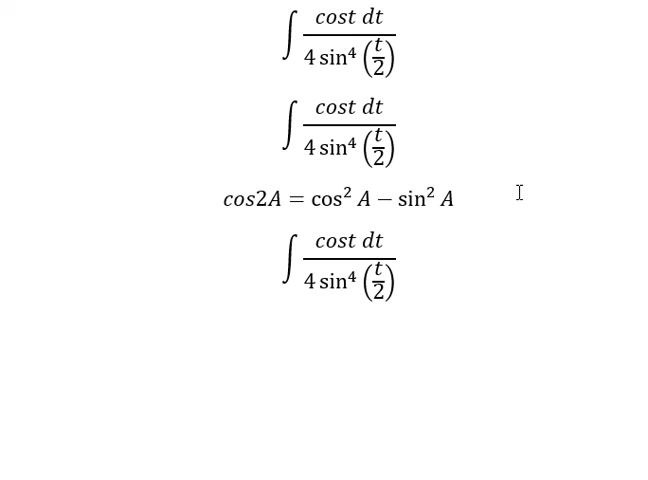 ∫ cost dt / 4 sin⁴ (t/2)
∫ cost dt / 4 sin⁴ (t/2)
cos2A = cos² A − sin² A
∫ cost dt / 4 sin⁴ (t/2)